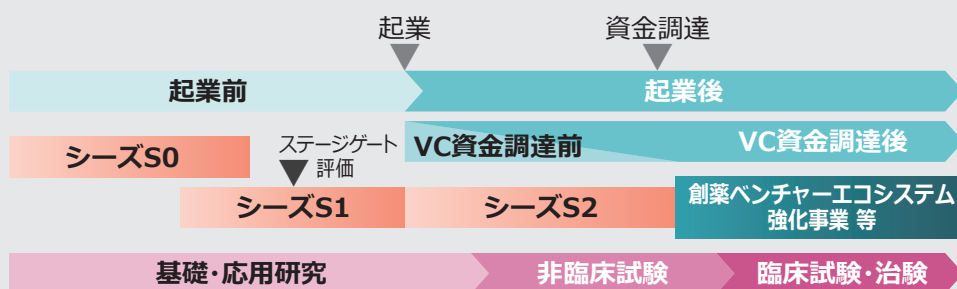 起業
資金調達
起業前
起業後
シーズS0
ステージゲート
評価
VC資金調達前
VC資金調達後
シーズS1
シーズS2
創薬ベンチャーエコシステム
強化事業 等
基礎・応用研究
非臨床試験
臨床試験・治験